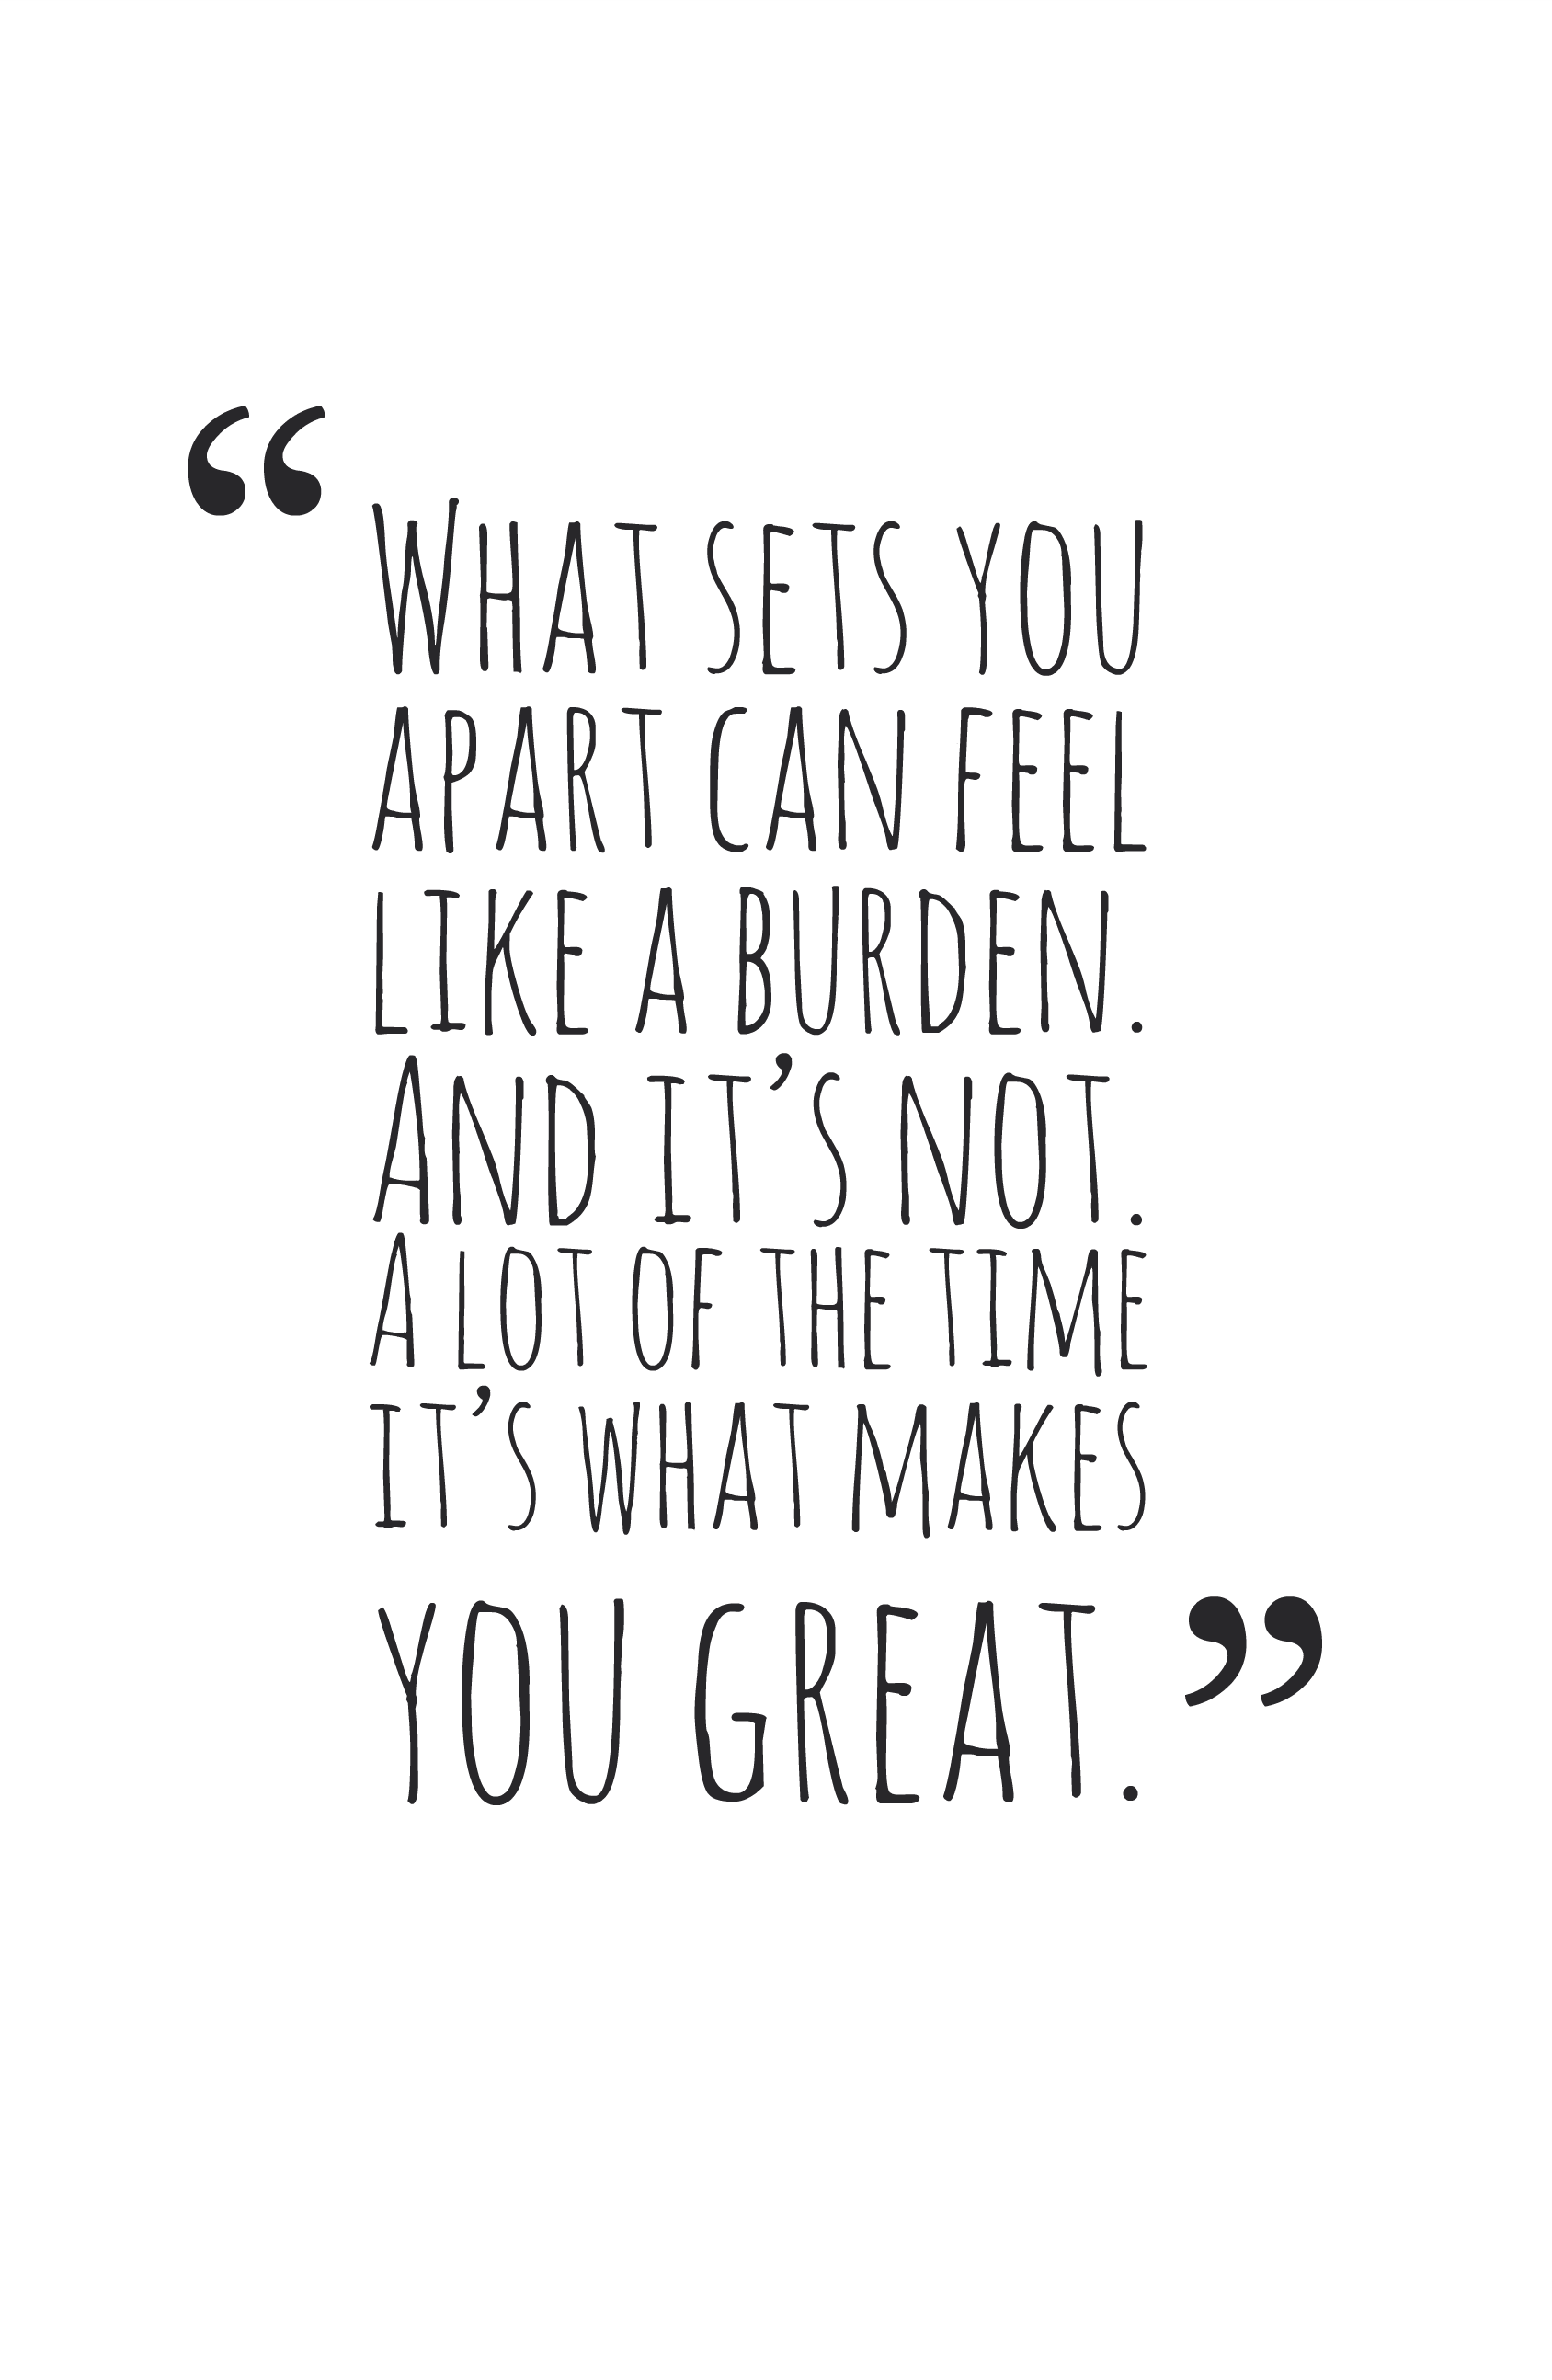 “WHAT SETS YOU
APART CAN FEEL
LIKE A BURDEN.
AND IT’S NOT.
A LOT OF THE TIME
IT’S WHAT MAKES
YOU GREAT.”